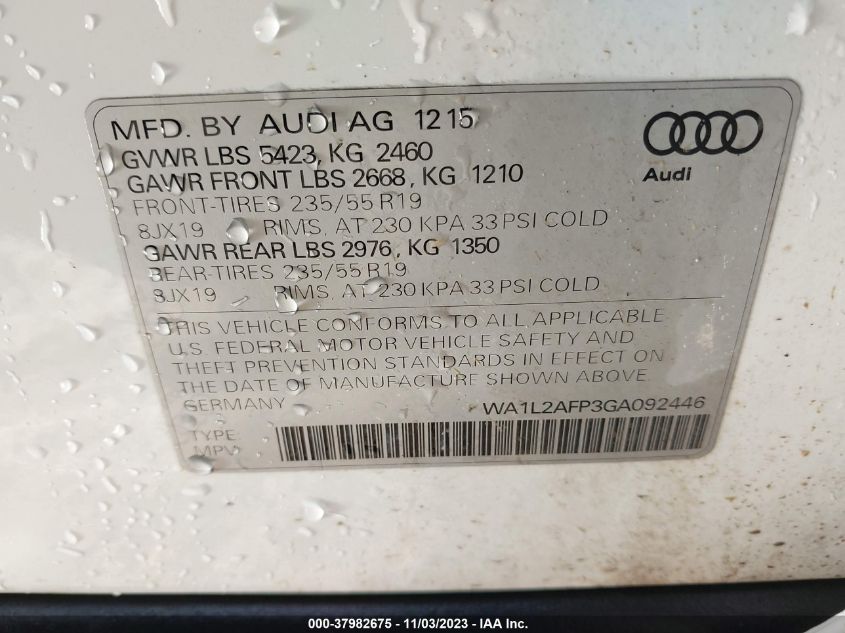 MFD. BY AUDI AG 1215
GVWR LBS 5423, KG 2460
GAWR FRONT LBS 2668, KG 1210
FRONT-TIRES 235/55 R19
8JX19 RIMS, AT 230 KPA 33 PSI COLD
GAWR REAR LBS 2976, KG 1350
REAR-TIRES 235/55 R19
8JX19 RIMS, AT 230 KPA 33 PSI COLD
Audi
THIS VEHICLE CONFORMS TO ALL APPLICABLE
U.S. FEDERAL MOTOR VEHICLE SAFETY AND
THEFT PREVENTION STANDARDS IN EFFECT ON
THE DATE OF MANUFACTURE SHOWN ABOVE.
GERMANY WA1L2AFP3GA092446
TYPE:
MPV
000-37982675 - 11/03/2023 - IAA Inc.